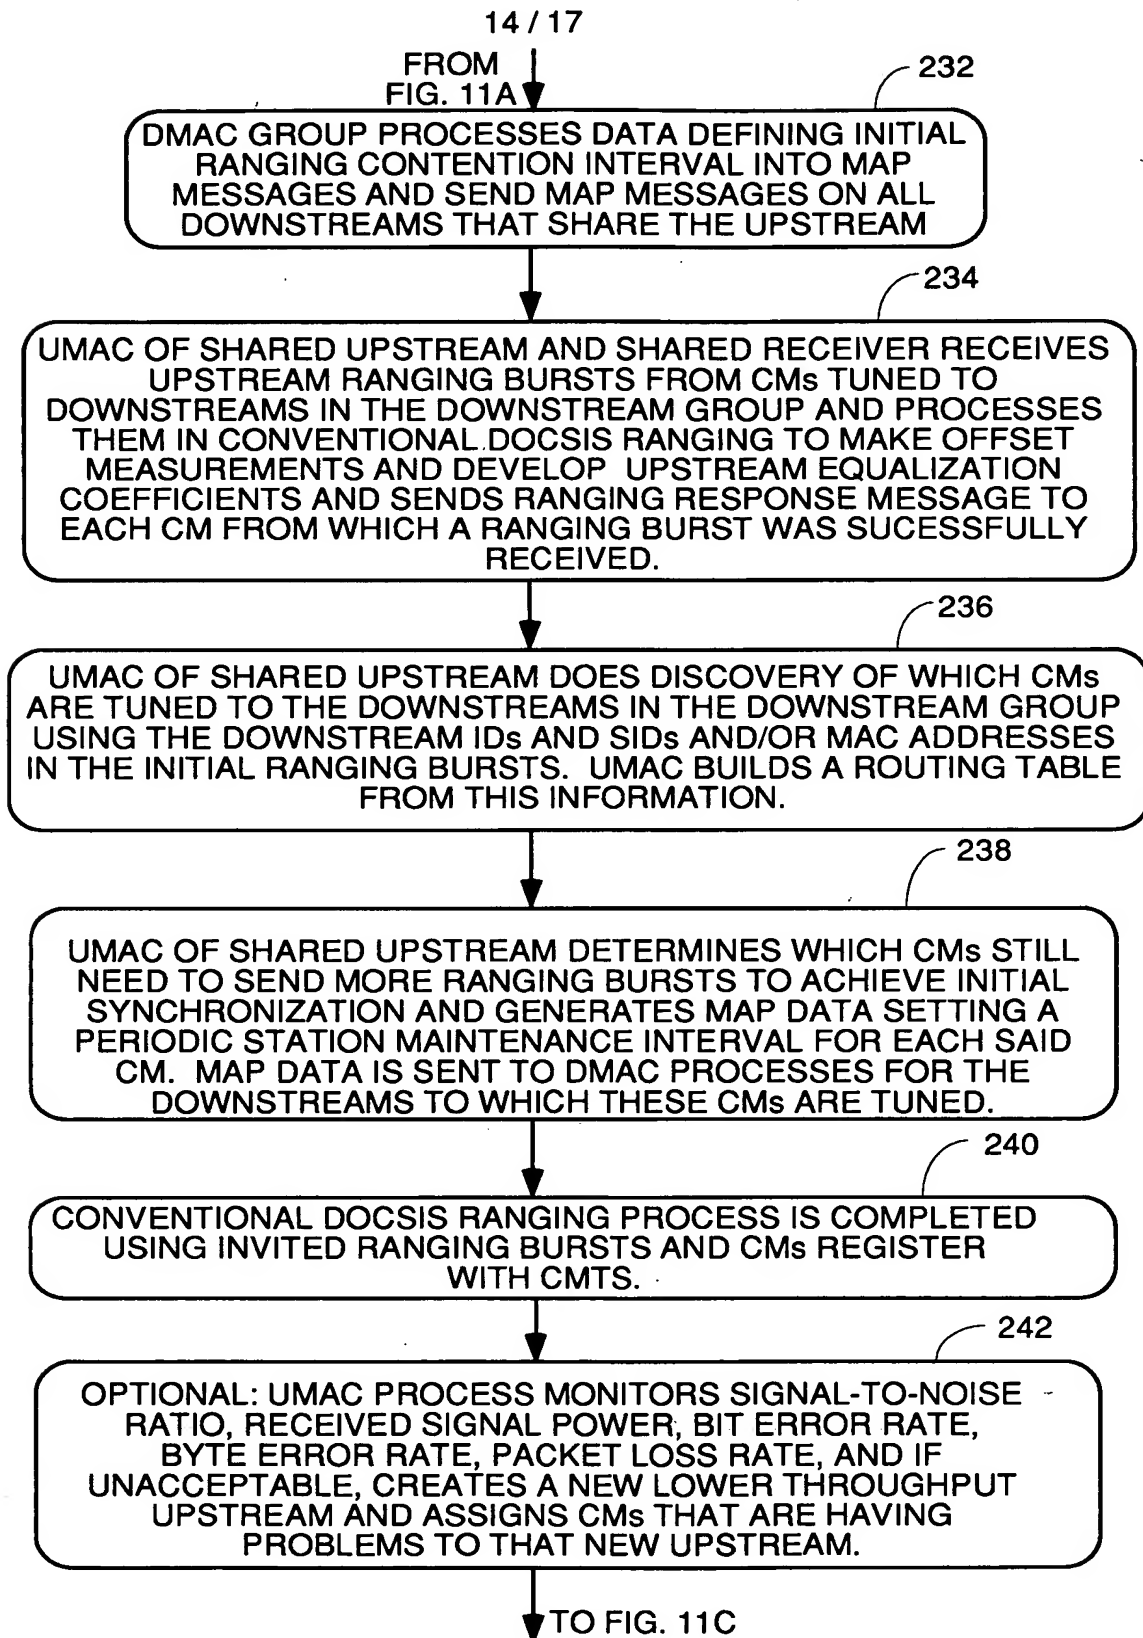 14 / 17
FROM
FIG. 11A
232
DMAC GROUP PROCESSES DATA DEFINING INITIAL
RANGING CONTENTION INTERVAL INTO MAP
MESSAGES AND SEND MAP MESSAGES ON ALL
DOWNSTREAMS THAT SHARE THE UPSTREAM
234
UMAC OF SHARED UPSTREAM AND SHARED RECEIVER RECEIVES
UPSTREAM RANGING BURSTS FROM CMs TUNED TO
DOWNSTREAMS IN THE DOWNSTREAM GROUP AND PROCESSES
THEM IN CONVENTIONAL DOCSIS RANGING TO MAKE OFFSET
MEASUREMENTS AND DEVELOP UPSTREAM EQUALIZATION
COEFFICIENTS AND SENDS RANGING RESPONSE MESSAGE TO
EACH CM FROM WHICH A RANGING BURST WAS SUCESSFULLY
RECEIVED.
236
UMAC OF SHARED UPSTREAM DOES DISCOVERY OF WHICH CMs
ARE TUNED TO THE DOWNSTREAMS IN THE DOWNSTREAM GROUP
USING THE DOWNSTREAM IDs AND SIDs AND/OR MAC ADDRESSES
IN THE INITIAL RANGING BURSTS. UMAC BUILDS A ROUTING TABLE
FROM THIS INFORMATION.
238
UMAC OF SHARED UPSTREAM DETERMINES WHICH CMs STILL
NEED TO SEND MORE RANGING BURSTS TO ACHIEVE INITIAL
SYNCHRONIZATION AND GENERATES MAP DATA SETTING A
PERIODIC STATION MAINTENANCE INTERVAL FOR EACH SAID
CM. MAP DATA IS SENT TO DMAC PROCESSES FOR THE
DOWNSTREAMS TO WHICH THESE CMs ARE TUNED.
240
CONVENTIONAL DOCSIS RANGING PROCESS IS COMPLETED
USING INVITED RANGING BURSTS AND CMs REGISTER
WITH CMTS.
242
OPTIONAL: UMAC PROCESS MONITORS SIGNAL-TO-NOISE
RATIO, RECEIVED SIGNAL POWER, BIT ERROR RATE,
BYTE ERROR RATE, PACKET LOSS RATE, AND IF
UNACCEPTABLE, CREATES A NEW LOWER THROUGHPUT
UPSTREAM AND ASSIGNS CMs THAT ARE HAVING
PROBLEMS TO THAT NEW UPSTREAM.
TO FIG. 11C